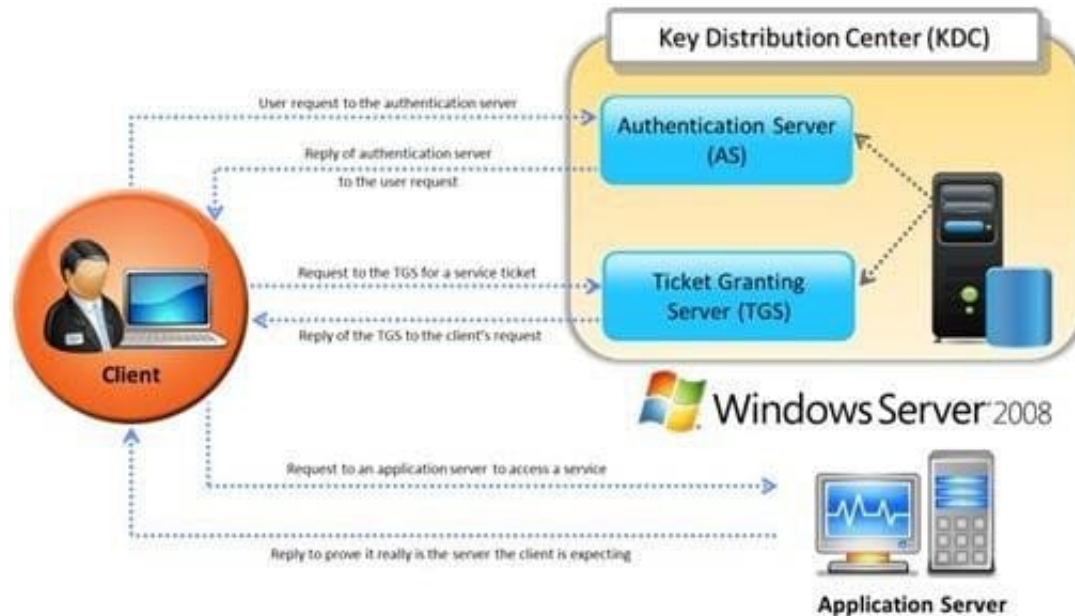 Key Distribution Center (KDC)
User request to the authentication server
Authentication Server
(AS)
Reply of authentication server
to the user request
Request to the TGS for a service ticket
Ticket Granting
Server (TGS)
Reply of the TGS to the client's request
Client
Windows Server 2008
Request to an application server to access a service
Reply to prove it really is the server the client is expecting
Application Server